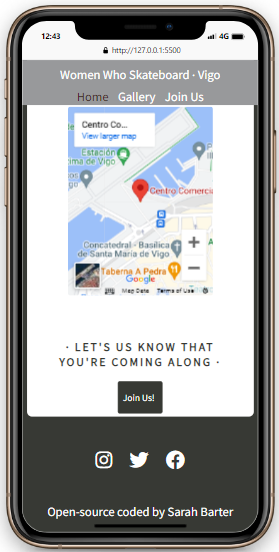 12:43
4G
http://127.0.0.1:5500
Women Who Skateboard · Vigo
Home Gallery Join Us
Centro Co...
View larger map
Estación
ima de Vigo
Centro Comercia
Concatedral - Basílica
de Santa María de Vigo
Taberna A Pedra
Google
Map Data Terms of Use
· LET'S US KNOW THAT
YOU'RE COMING ALONG ·
Join Us!
Open-source coded by Sarah Barter